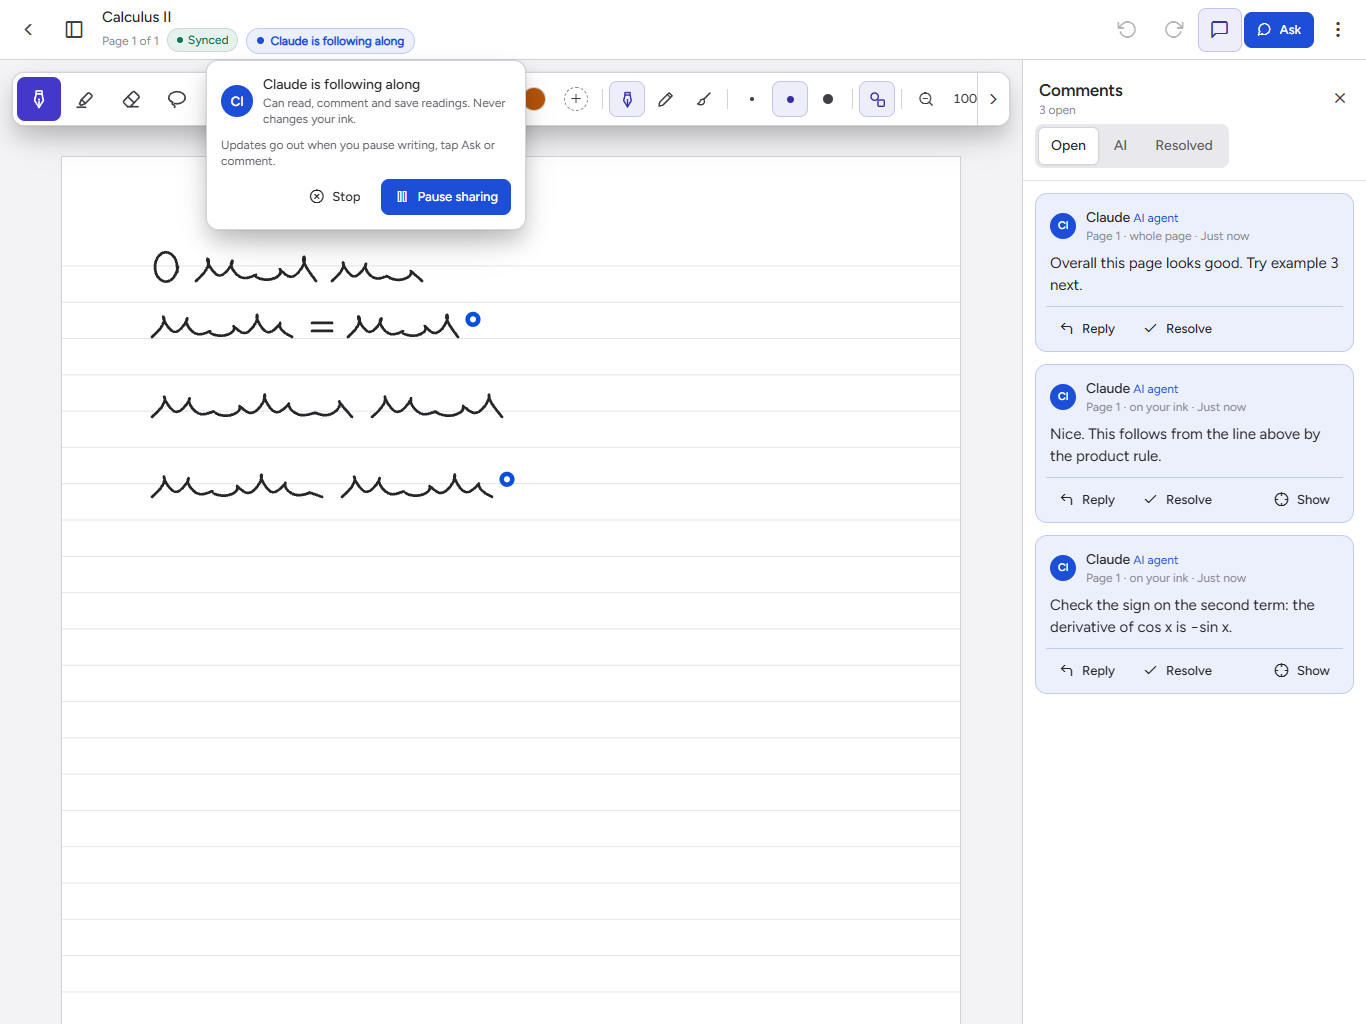 Calculus II
Page 1 of 1
Synced
Claude is following along
Ask
Cl
Claude is following along
Can read, comment and save readings. Never
changes your ink.
Updates go out when you pause writing, tap Ask or
comment.
Stop
Pause sharing
100
Comments
3 open
Open
AI
Resolved
Cl
Claude AI agent
Page 1 · whole page · Just now
Overall this page looks good. Try example 3
next.
Reply
Resolve
Cl
Claude AI agent
Page 1 · on your ink · Just now
Nice. This follows from the line above by
the product rule.
Reply
Resolve
Show
Cl
Claude AI agent
Page 1 · on your ink · Just now
Check the sign on the second term: the
derivative of cos x is −sin x.
Reply
Resolve
Show
0
=